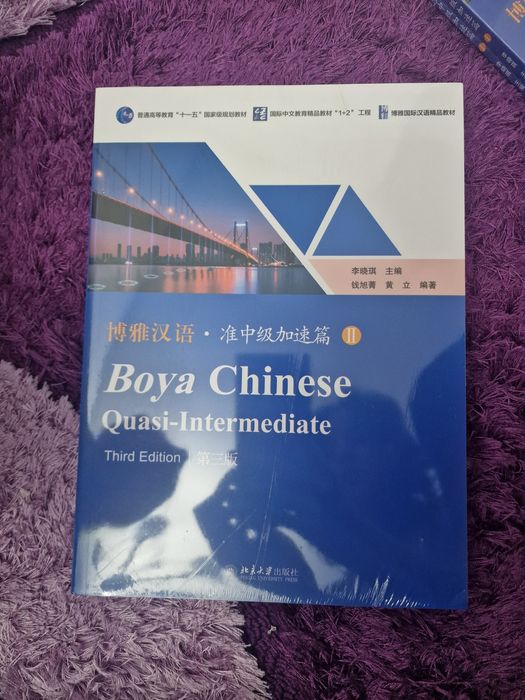 普通高等教育“十一五”国家级规划教材
国际中文教育精品教材“1+2”工程
博雅国际汉语精品教材
李晓琪 主编
钱旭菁 黄 立 编著
博雅汉语·准中级加速篇 II
Boya Chinese
Quasi-Intermediate
Third Edition 第三版
北京大学出版社
PEKING UNIVERSITY PRESS